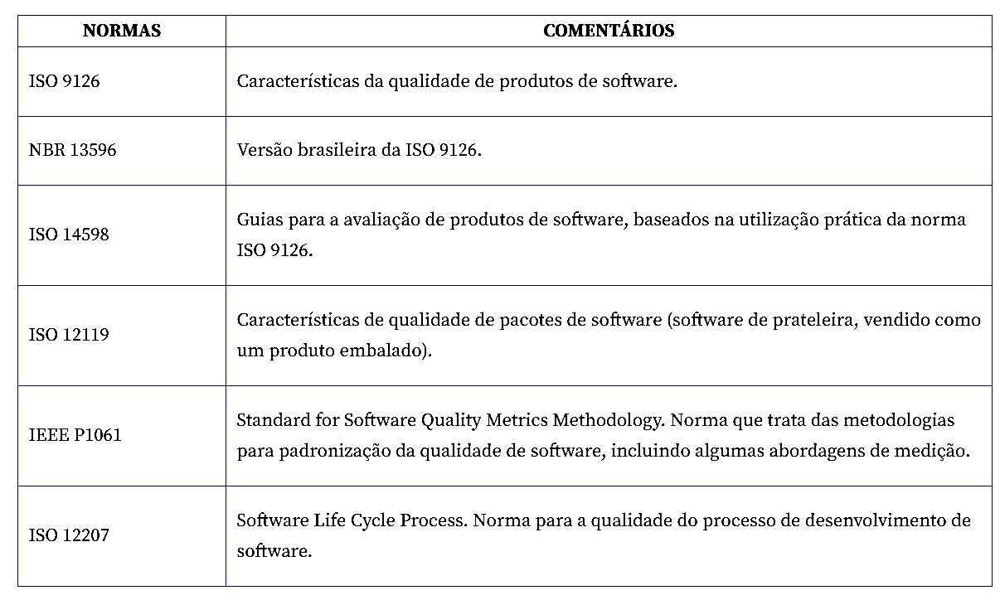 NORMAS
COMENTÁRIOS
ISO 9126
Características da qualidade de produtos de software.
NBR 13596
Versão brasileira da ISO 9126.
ISO 14598
Guias para a avaliação de produtos de software, baseados na utilização prática da norma
ISO 9126.
ISO 12119
Características de qualidade de pacotes de software (software de prateleira, vendido como
um produto embalado).
IEEE P1061
Standard for Software Quality Metrics Methodology. Norma que trata das metodologias
para padronização da qualidade de software, incluindo algumas abordagens de medição.
ISO 12207
Software Life Cycle Process. Norma para a qualidade do processo de desenvolvimento de
software.